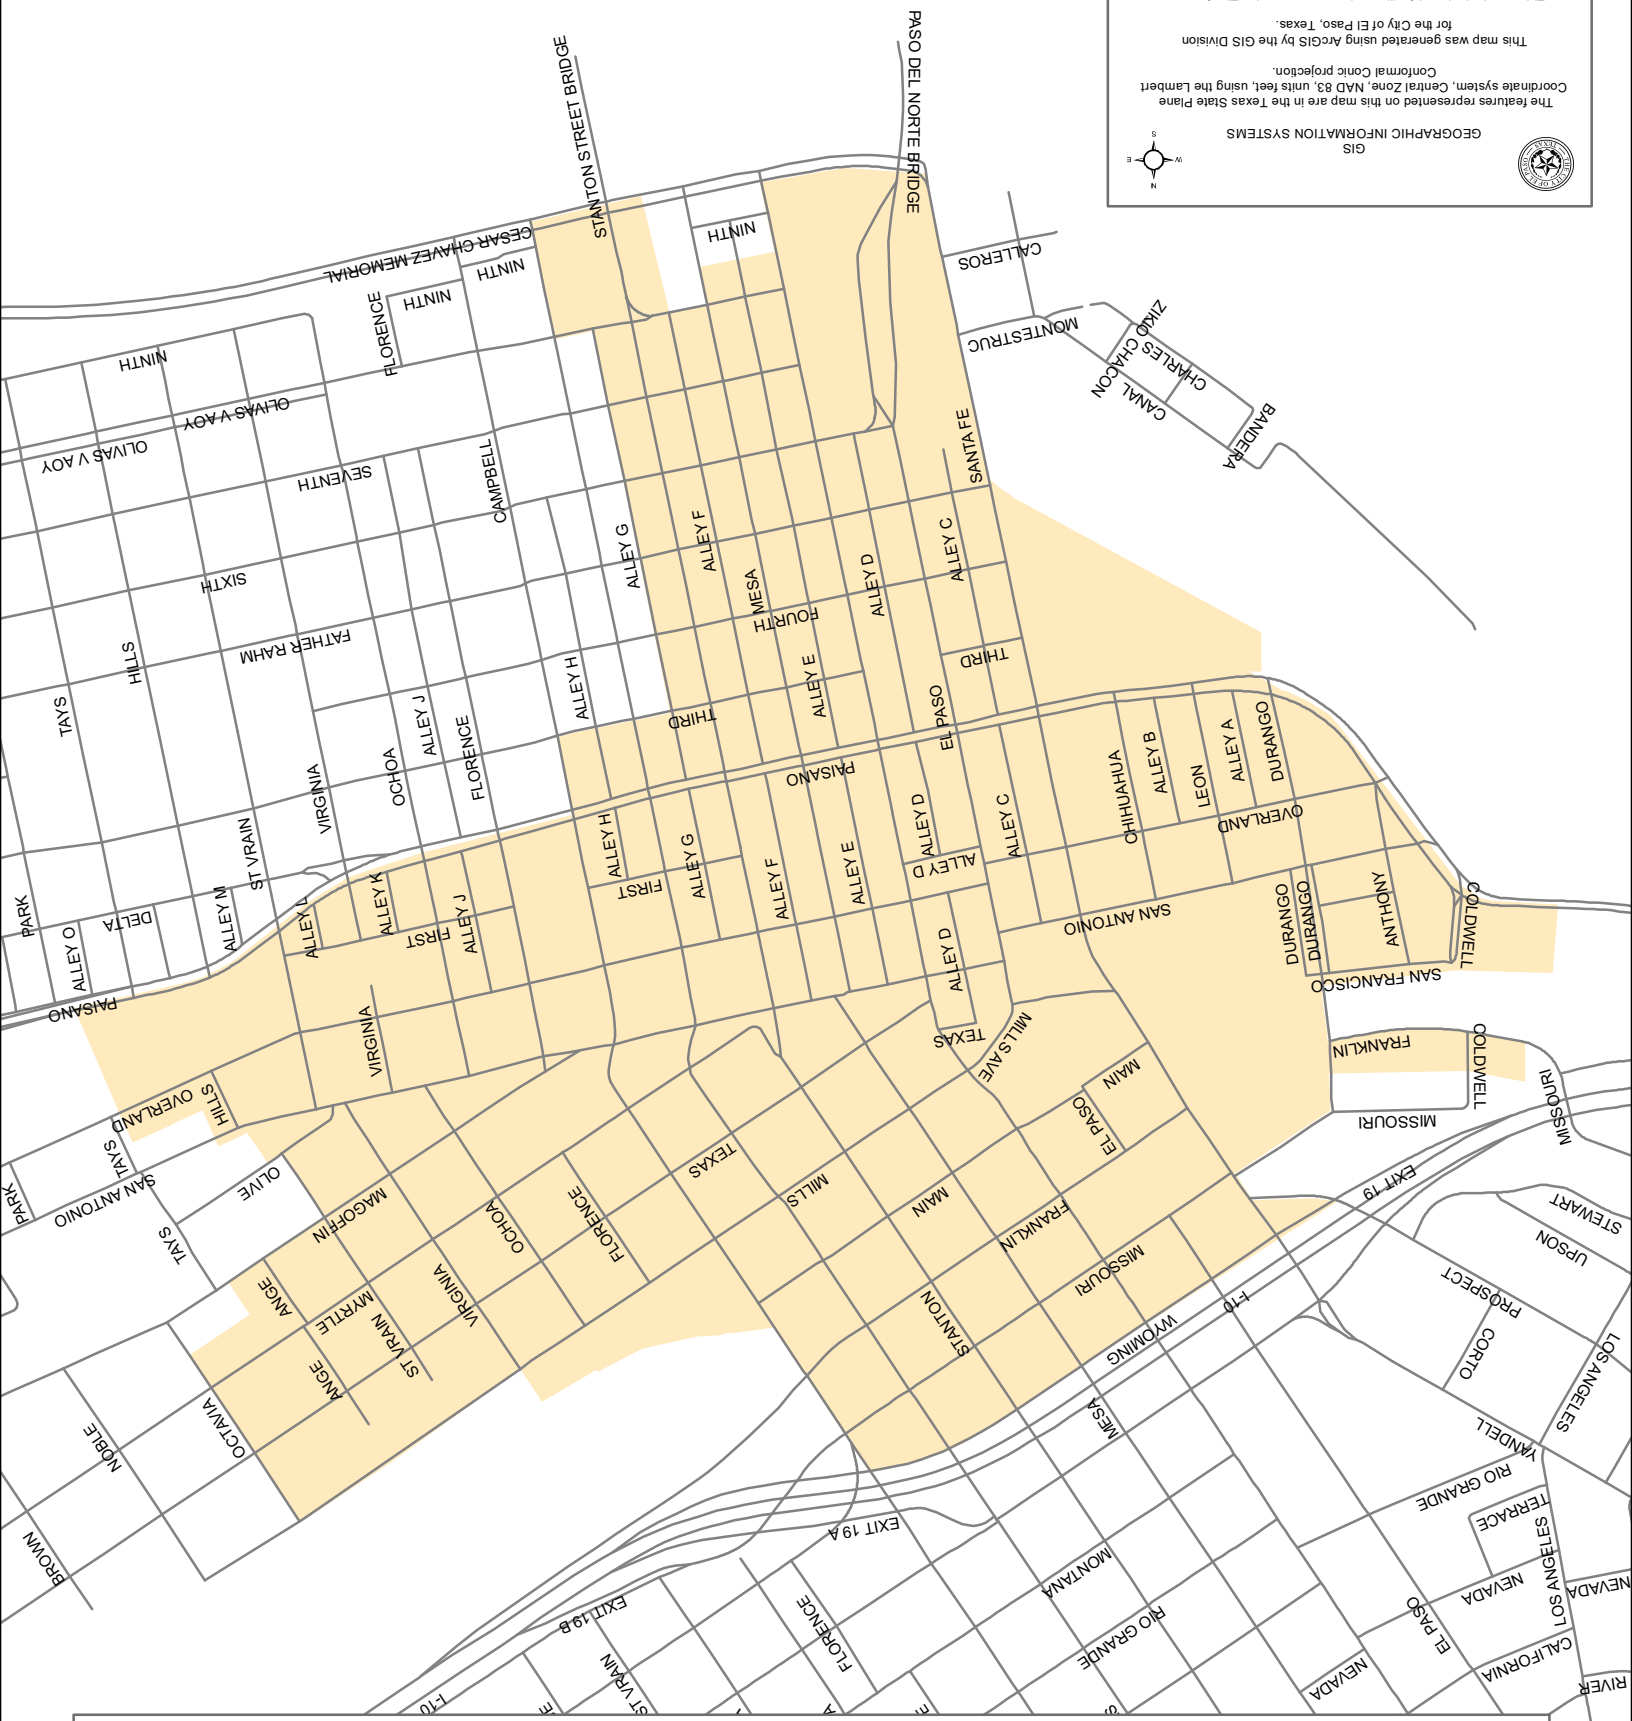 PASO DEL NORTE BRIDGE
STANTON STREET BRIDGE
GIS
GEOGRAPHIC INFORMATION SYSTEMS
The features represented on this map are in the Texas State Plane
Coordinate system, Central Zone, NAD 83, units feet, using the Lambert
Conformal Conic projection.
This map was generated using ArcGIS by the GIS Division
for the City of El Paso, Texas.
N
S
E
W
THE CITY OF EL PASO
TEXAS
CESAR CHAVEZ MEMORIAL
NINTH
NINTH
NINTH
NINTH
FLORENCE
CALLEROS
MONTESTRUC
ZIKIO CHACON
CHARLES
CANAL
BANDERA
OLIVAS V AOY
OLIVAS V AOY
SEVENTH
CAMPBELL
SANTA FE
SIXTH
ALLEY G
ALLEY F
ALLEY D
ALLEY C
MESA
FOURTH
FATHER RAHM
HILLS
TAYS
ALLEY H
ALLEY E
THIRD
THIRD
EL PASO
ALLEY J
OCHOA
FLORENCE
VIRGINIA
PAISANO
CHIHUAHUA
ALLEY B
LEON
ALLEY A
DURANGO
OVERLAND
ST VRAIN
ALLEY H
ALLEY G
ALLEY F
ALLEY E
ALLEY D
ALLEY D
ALLEY C
FIRST
PARK
ALLEY O
DELTA
ALLEY M
ALLEY L
ALLEY K
FIRST
ALLEY J
ALLEY D
SAN ANTONIO
DURANGO
DURANGO
ANTHONY
COLDWELL
SAN FRANCISCO
PAISANO
VIRGINIA
TEXAS
MILLS AVE
MAIN
EL PASO
FRANKLIN
COLDWELL
MISSOURI
MISSOURI
OVERLAND
HILLS
TAYS
SAN ANTONIO
PARK
OLIVE
TAYS
MAGOFFIN
OCHOA
FLORENCE
TEXAS
MILLS
MAIN
FRANKLIN
MISSOURI
EXIT 19
STEWART
UPSON
PROSPECT
CORTO
LOS ANGELES
ANGE
MYRTLE
ST VRAIN
VIRGINIA
ANGE
STANTON
WYOMING
I-10
MESA
YANDELL
RIO GRANDE
TERRACE
LOS ANGELES
NOBLE
OCTAVIA
BROWN
EXIT 19 A
MONTANA
NEVADA
NEVADA
EL PASO
CALIFORNIA
RIVER
EXIT 19 B
FLORENCE
RIO GRANDE
NEVADA
ST VRAIN
I-10